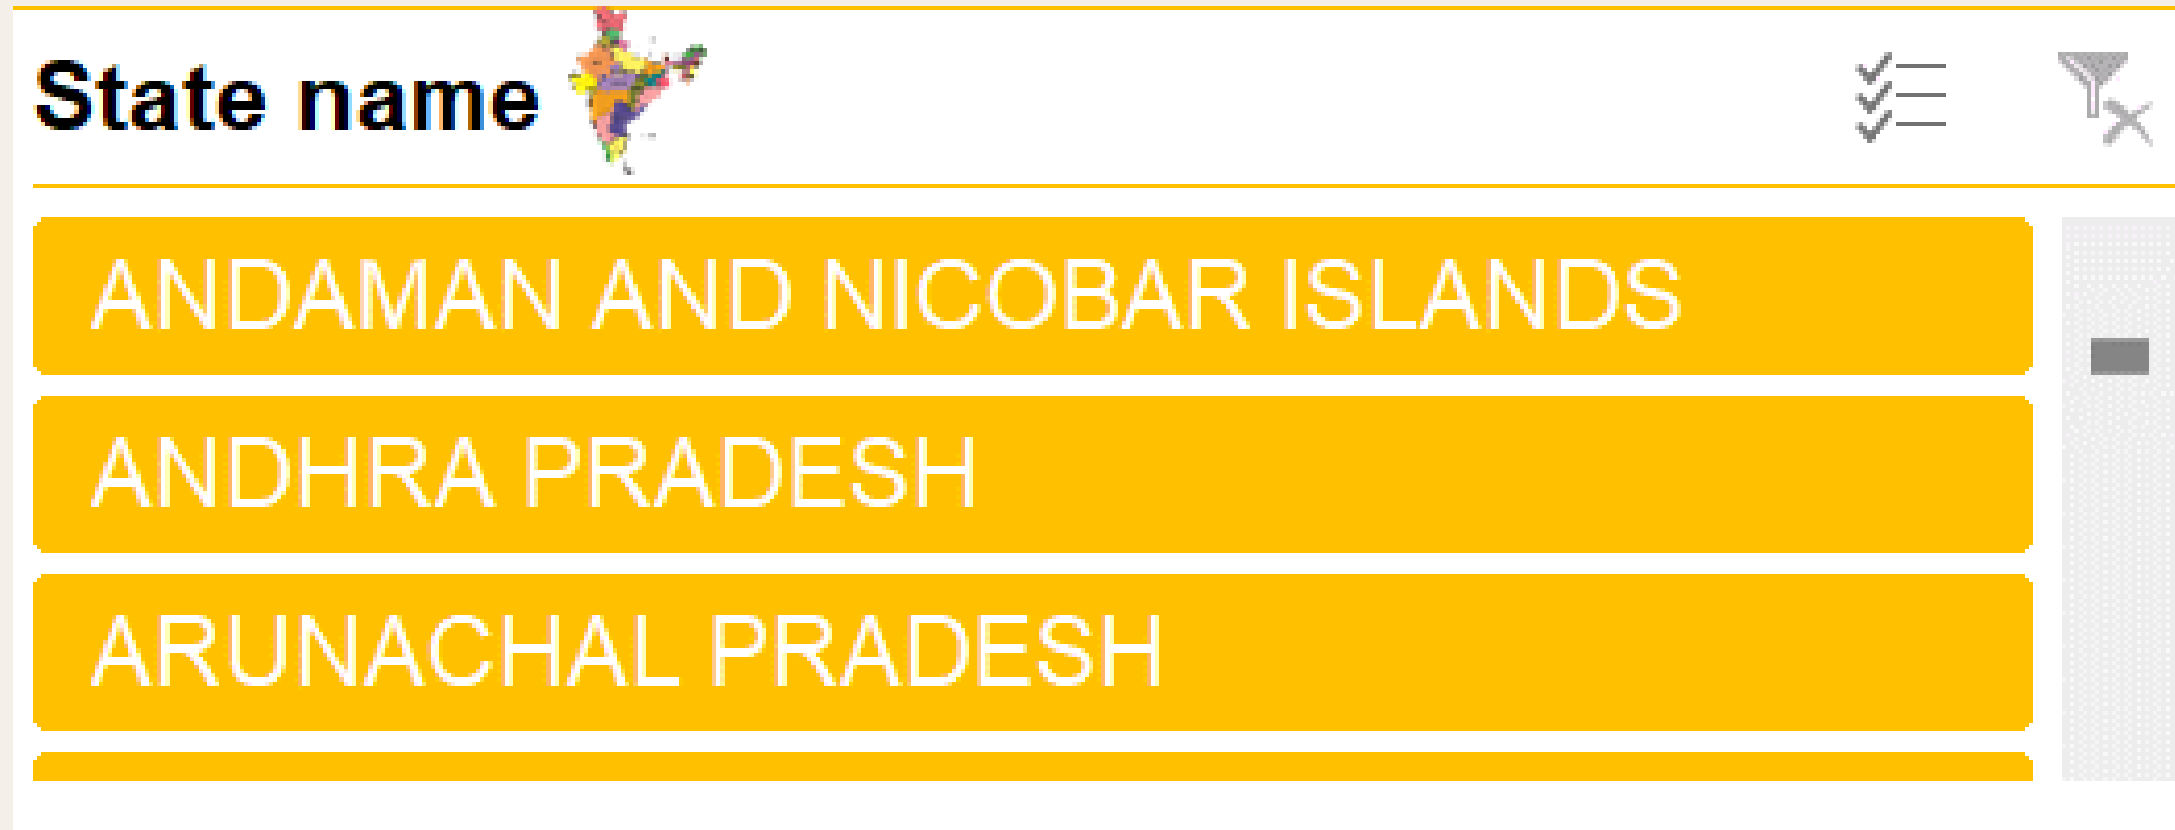 State name
ANDAMAN AND NICOBAR ISLANDS
ANDHRA PRADESH
ARUNACHAL PRADESH